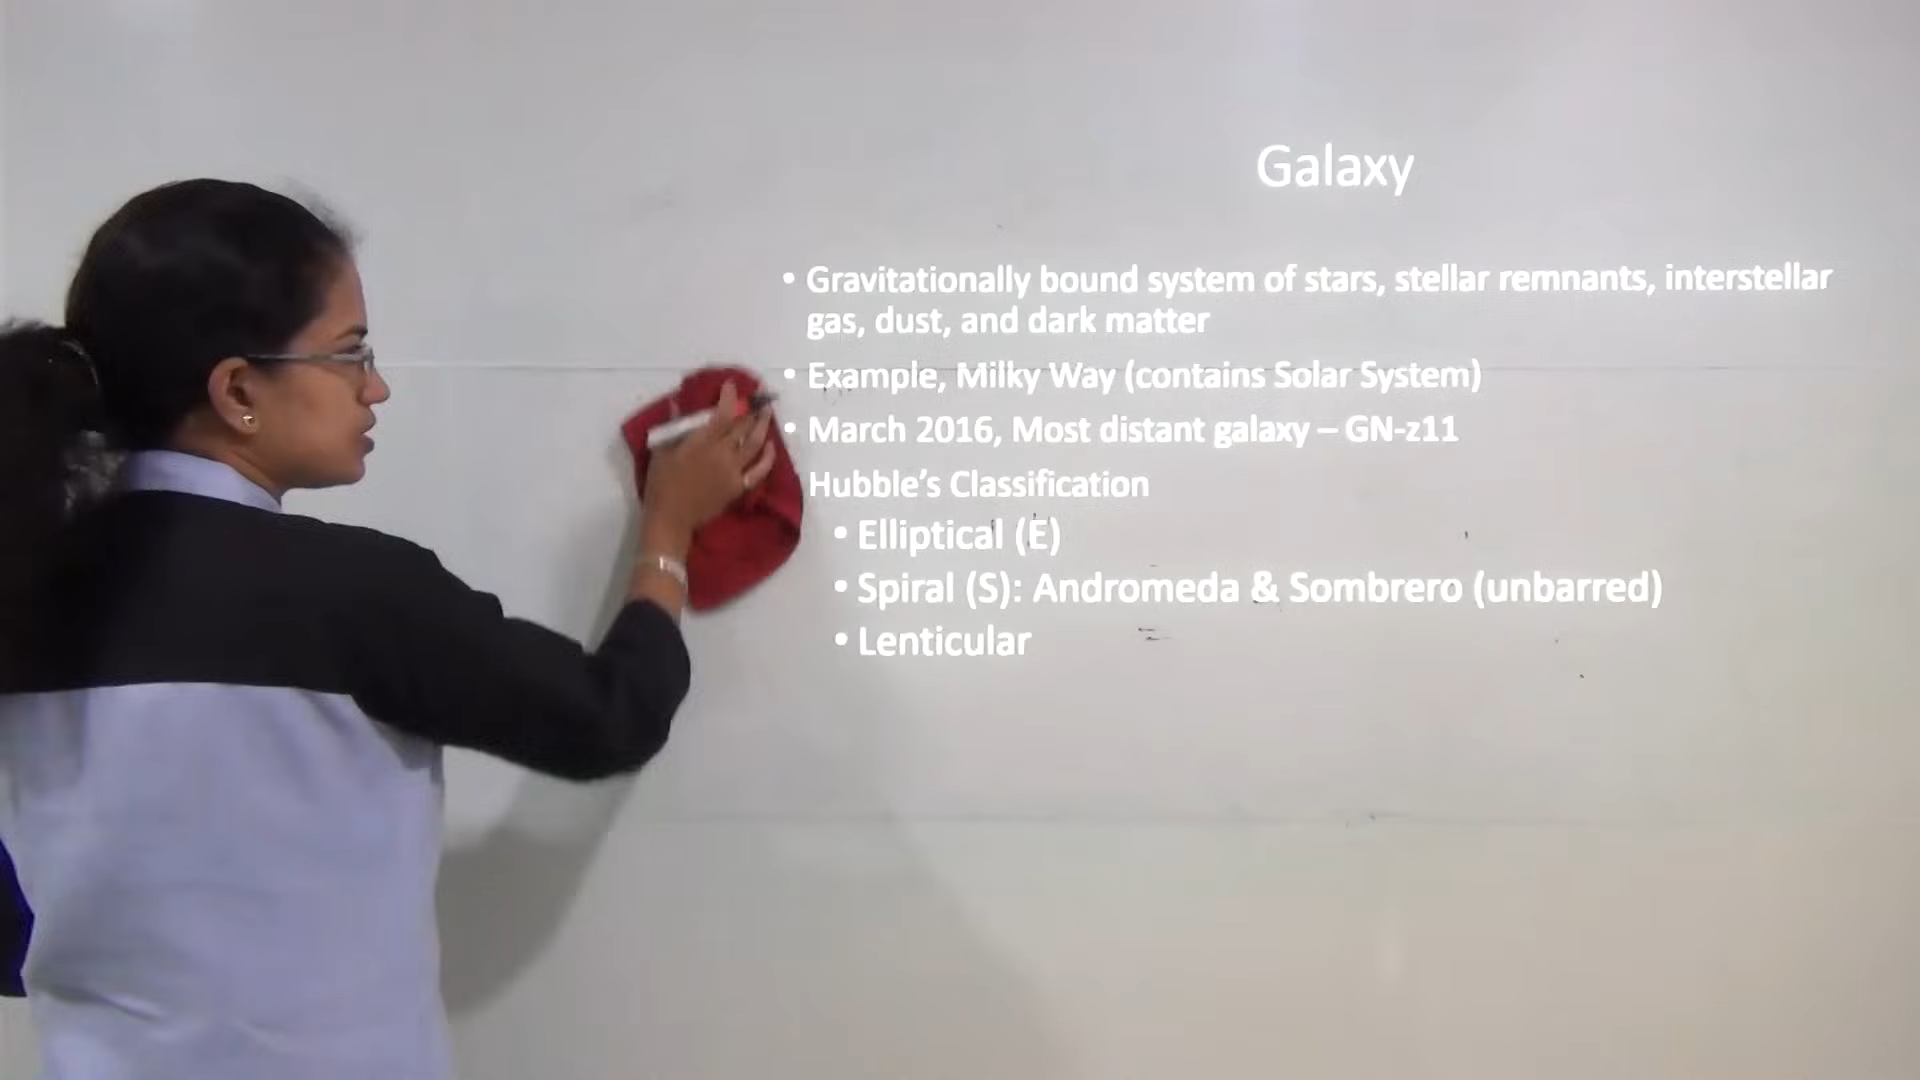 Galaxy
• Gravitationally bound system of stars, stellar remnants, interstellar
gas, dust, and dark matter
• Example, Milky Way (contains Solar System)
• March 2016, Most distant galaxy – GN-z11
Hubble’s Classification
• Elliptical (E)
• Spiral (S): Andromeda & Sombrero (unbarred)
• Lenticular